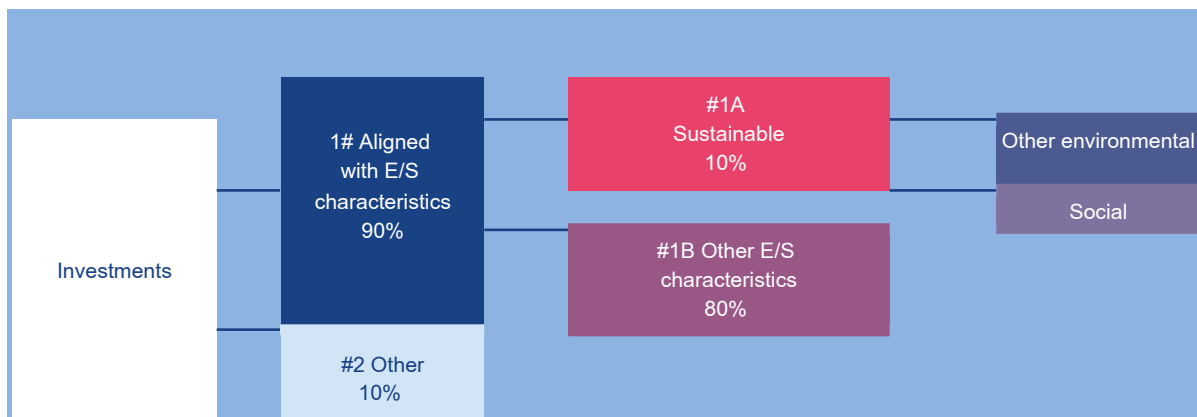 Investments
1# Aligned
with E/S
characteristics
90%
#2 Other
10%
#1A
Sustainable
10%
#1B Other E/S
characteristics
80%
Other environmental
Social